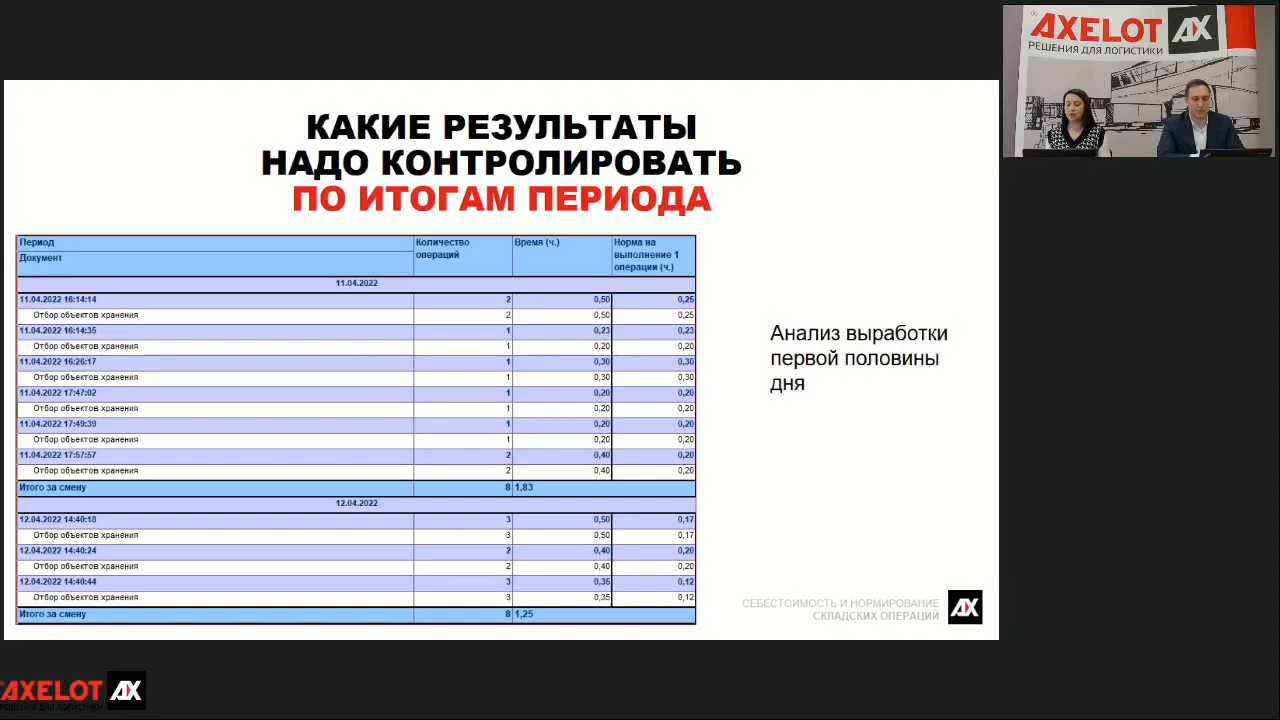 AXELOT
РЕШЕНИЯ ДЛЯ ЛОГИСТИКИ
КАКИЕ РЕЗУЛЬТАТЫ
НАДО КОНТРОЛИРОВАТЬ
ПО ИТОГАМ ПЕРИОДА
Период Количество операций Время (ч.) Норма на выполнение 1 операции (ч.)
Документ
11.04.2022
11.04.2022 16:14:14 2 0,50 0,25
Отбор объектов хранения 2 0,50 0,25
11.04.2022 16:14:35 1 0,23 0,23
Отбор объектов хранения 1 0,20 0,20
11.04.2022 16:26:17 1 0,30 0,30
Отбор объектов хранения 1 0,30 0,30
11.04.2022 17:47:02 1 0,20 0,20
Отбор объектов хранения 1 0,20 0,20
11.04.2022 17:49:39 1 0,20 0,20
Отбор объектов хранения 1 0,20 0,20
11.04.2022 17:57:57 2 0,40 0,20
Отбор объектов хранения 2 0,40 0,20
Итого за смену 8 1,83
12.04.2022
12.04.2022 14:40:18 3 0,50 0,17
Отбор объектов хранения 3 0,50 0,17
12.04.2022 14:40:24 2 0,40 0,20
Отбор объектов хранения 2 0,40 0,20
12.04.2022 14:40:44 3 0,35 0,12
Отбор объектов хранения 3 0,35 0,12
Итого за смену 8 1,25
Анализ выработки
первой половины
дня
СЕБЕСТОИМОСТЬ И НОРМИРОВАНИЕ
СКЛАДСКИХ ОПЕРАЦИЙ
AXELOT
РЕШЕНИЯ ДЛЯ ЛОГИСТИКИ